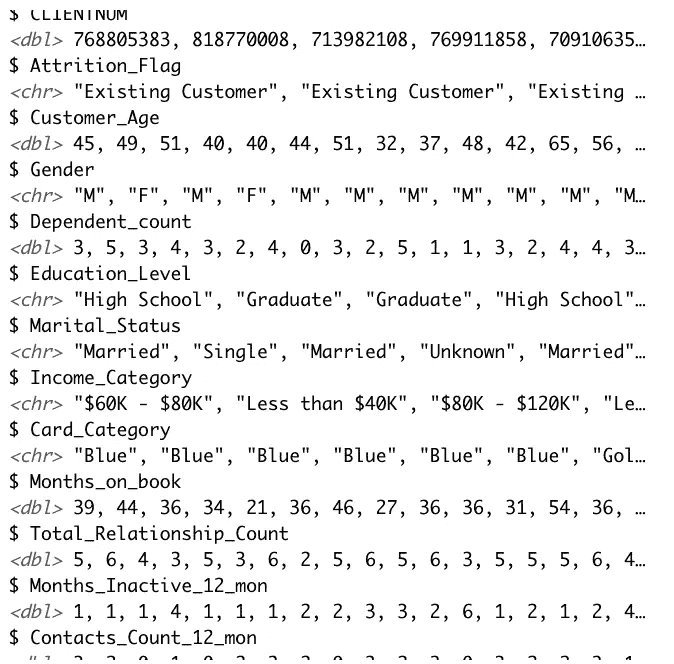 $ CLIENTNUM
<dbl> 768805383, 818770008, 713982108, 769911858, 70910635…
$ Attrition_Flag
<chr> "Existing Customer", "Existing Customer", "Existing …
$ Customer_Age
<dbl> 45, 49, 51, 40, 40, 44, 51, 32, 37, 48, 42, 65, 56, …
$ Gender
<chr> "M", "F", "M", "F", "M", "M", "M", "M", "M", "M", "M…
$ Dependent_count
<dbl> 3, 5, 3, 4, 3, 2, 4, 0, 3, 2, 5, 1, 1, 3, 2, 4, 4, 3…
$ Education_Level
<chr> "High School", "Graduate", "Graduate", "High School"…
$ Marital_Status
<chr> "Married", "Single", "Married", "Unknown", "Married"…
$ Income_Category
<chr> "$60K - $80K", "Less than $40K", "$80K - $120K", "Le…
$ Card_Category
<chr> "Blue", "Blue", "Blue", "Blue", "Blue", "Blue", "Gol…
$ Months_on_book
<dbl> 39, 44, 36, 34, 21, 36, 46, 27, 36, 36, 31, 54, 36, …
$ Total_Relationship_Count
<dbl> 5, 6, 4, 3, 5, 3, 6, 2, 5, 6, 5, 6, 3, 5, 5, 5, 6, 4…
$ Months_Inactive_12_mon
<dbl> 1, 1, 1, 4, 1, 1, 1, 2, 2, 3, 3, 2, 6, 1, 2, 1, 2, 4…
$ Contacts_Count_12_mon